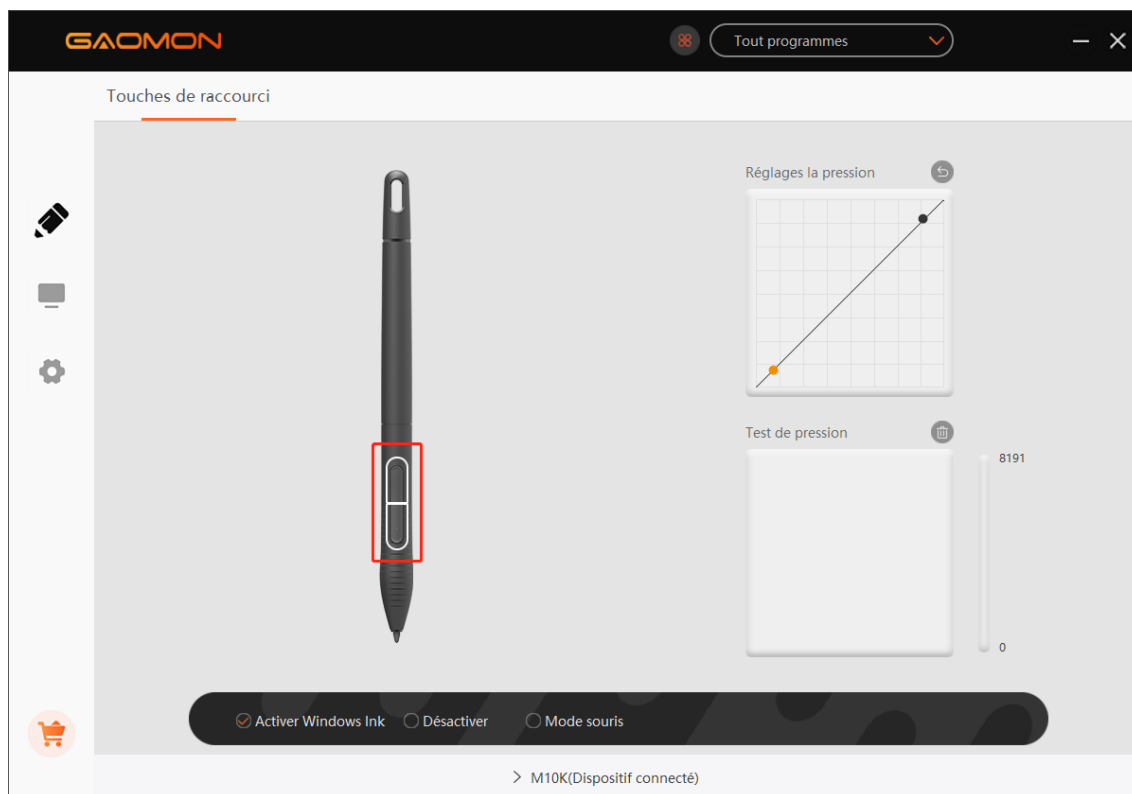 GAOMON
Tout programmes
Touches de raccourci
Réglages la pression
Test de pression
8191
0
Activer Windows Ink
Désactiver
Mode souris
M10K(Dispositif connecté)